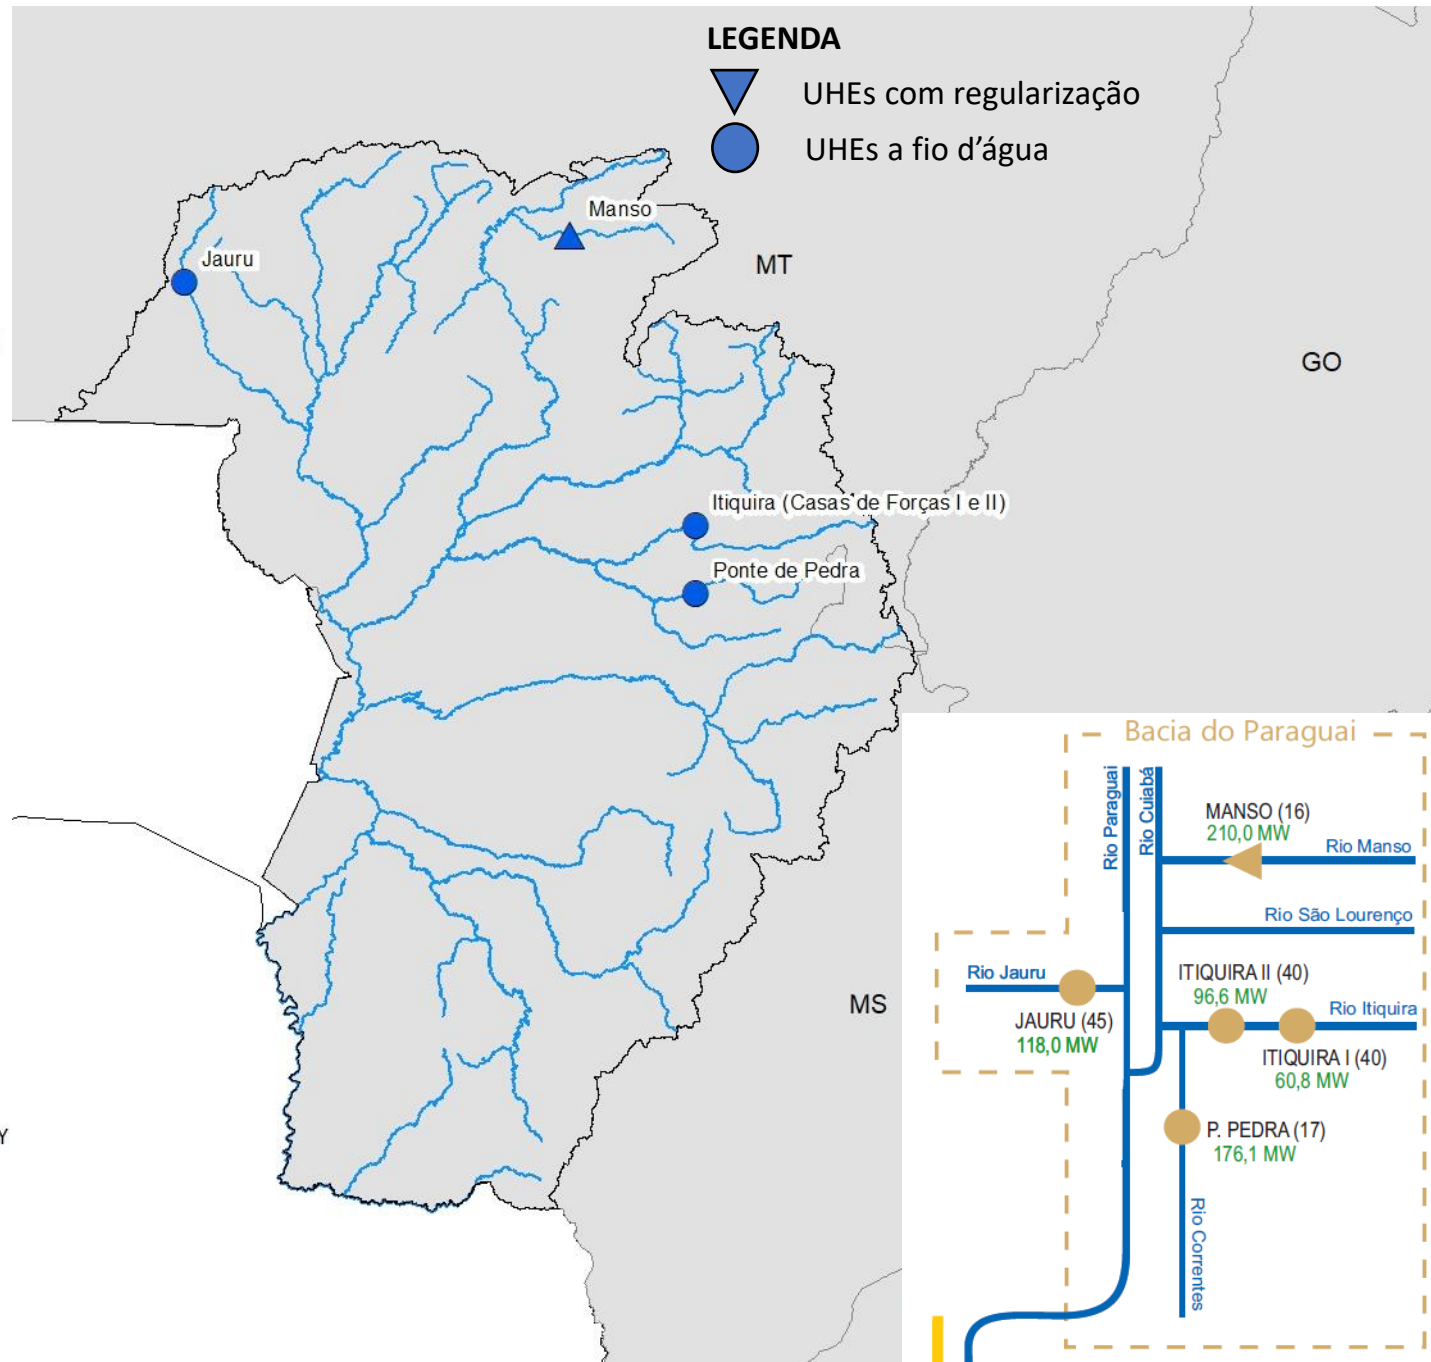 LEGENDA
UHEs com regularização
UHEs a fio d'água
Manso
Jauru
MT
GO
Itiquira (Casas de Forças I e II)
Ponte de Pedra
MS
Y
Bacia do Paraguai
Rio Paraguai
Rio Cuiabá
MANSO (16)
210,0 MW
Rio Manso
Rio São Lourenço
Rio Jauru
JAURU (45)
118,0 MW
ITIQUIRA II (40)
96,6 MW
Rio Itiquira
ITIQUIRA I (40)
60,8 MW
P. PEDRA (17)
176,1 MW
Rio Correntes